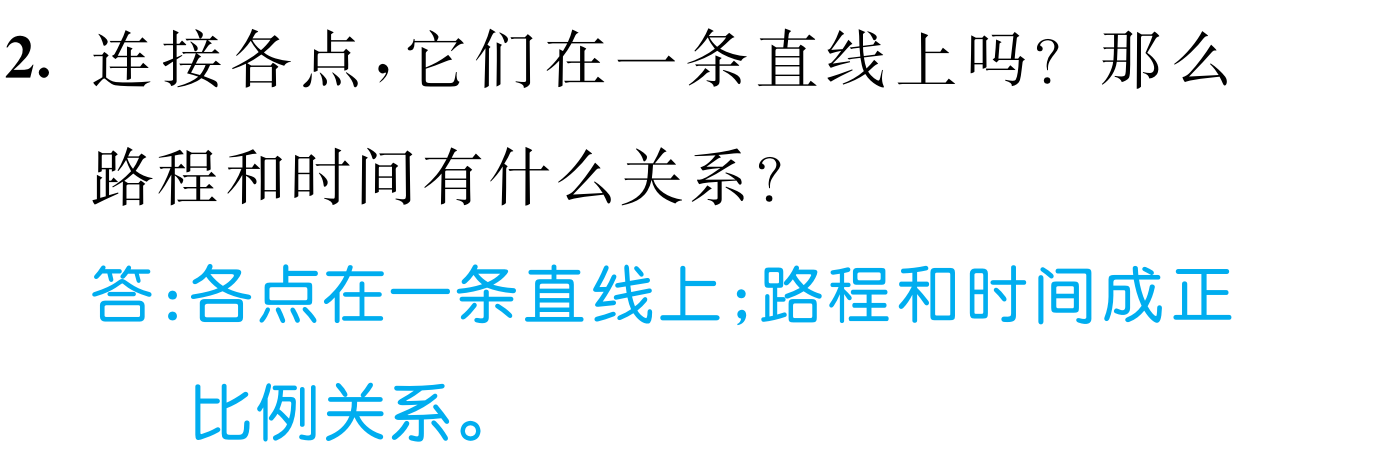 2. 连接各点,它们在一条直线上吗？那么
路程和时间有什么关系？
答:各点在一条直线上;路程和时间成正
比例关系。